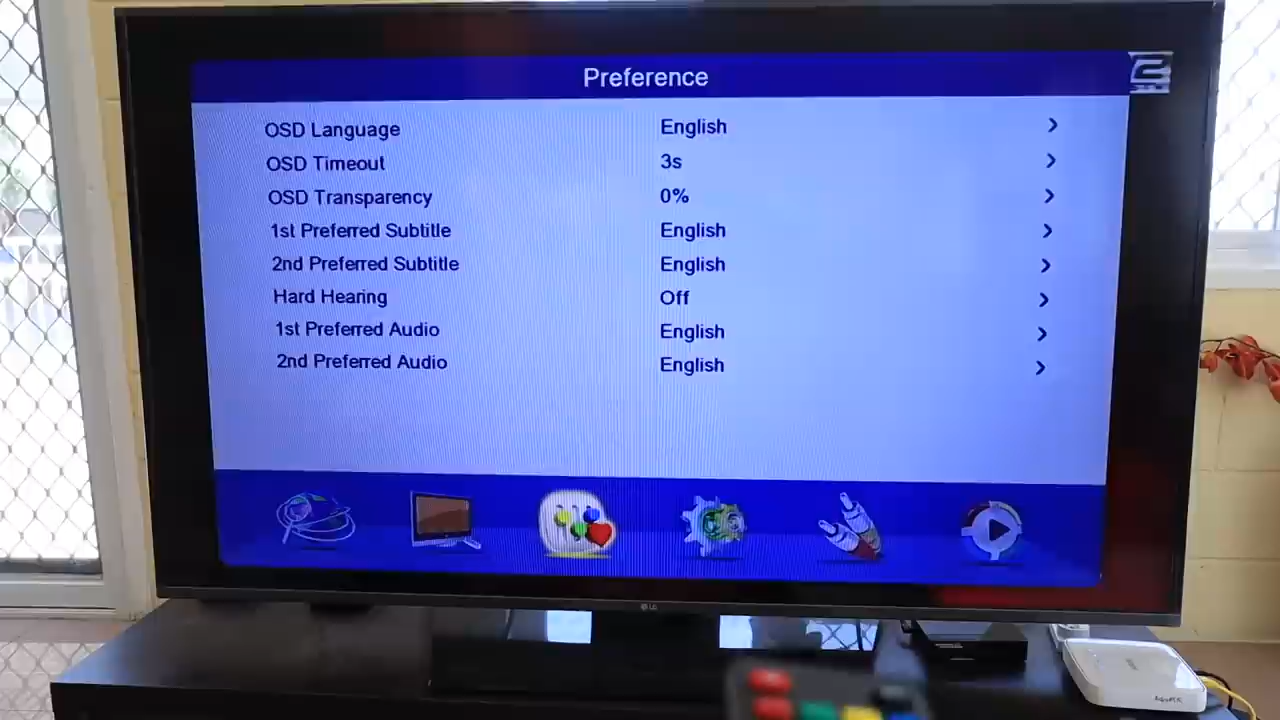 Preference
OSD Language English
OSD Timeout 3s
OSD Transparency 0%
1st Preferred Subtitle English
2nd Preferred Subtitle English
Hard Hearing Off
1st Preferred Audio English
2nd Preferred Audio English
LG